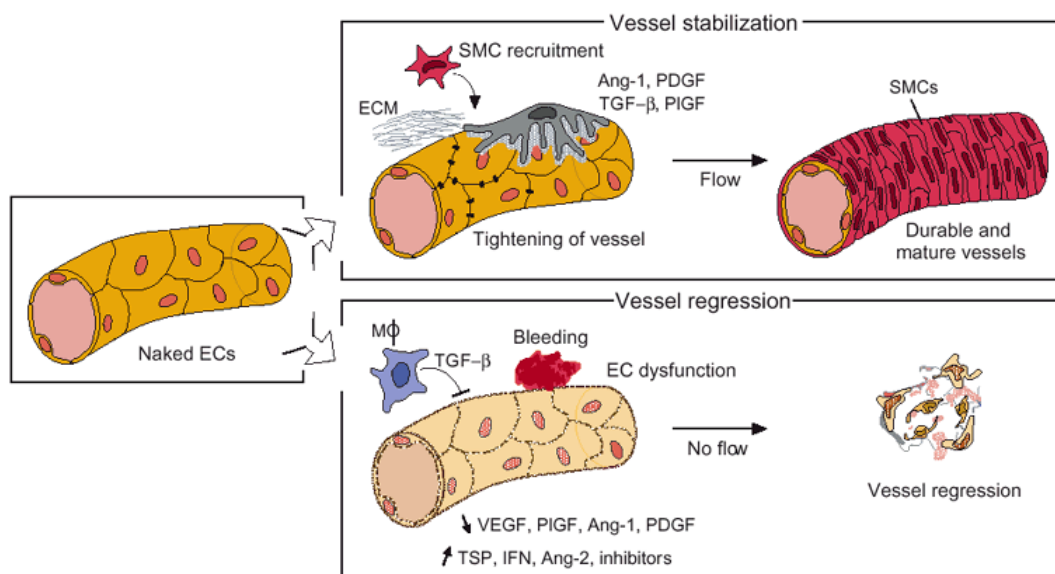 Vessel stabilization
SMC recruitment
Ang-1, PDGF
TGF–β, PlGF
ECM
SMCs
Flow
Tightening of vessel
Durable and
mature vessels
Naked ECs
Vessel regression
MΦ
TGF–β
Bleeding
EC dysfunction
No flow
Vessel regression
↘ VEGF, PlGF, Ang-1, PDGF
↗ TSP, IFN, Ang-2, inhibitors